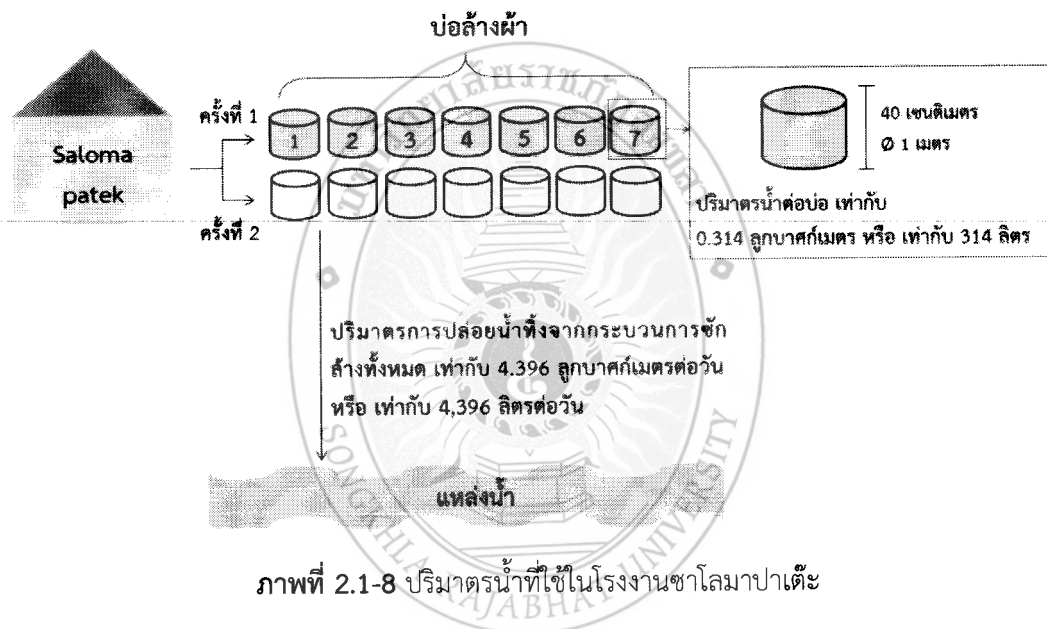 บ่อล้างผ้า
ครั้งที่ 1
Saloma
patek
1 2 3 4 5 6 7
ครั้งที่ 2
40 เซนติเมตร
Ø 1 เมตร
ปริมาตรน้ำต่อบ่อ เท่ากับ
0.314 ลูกบาศก์เมตร หรือ เท่ากับ 314 ลิตร
ปริมาตรการปล่อยน้ำทิ้งจากกระบวนการซัก
ล้างทั้งหมด เท่ากับ 4.396 ลูกบาศก์เมตรต่อวัน
หรือ เท่ากับ 4,396 ลิตรต่อวัน
แหล่งน้ำ
SONGKHLA RAJABHAT UNIVERSITY
ภาพที่ 2.1-8 ปริมาตรน้ำที่ใช้ในโรงงานซาโลมาปาเต๊ะ